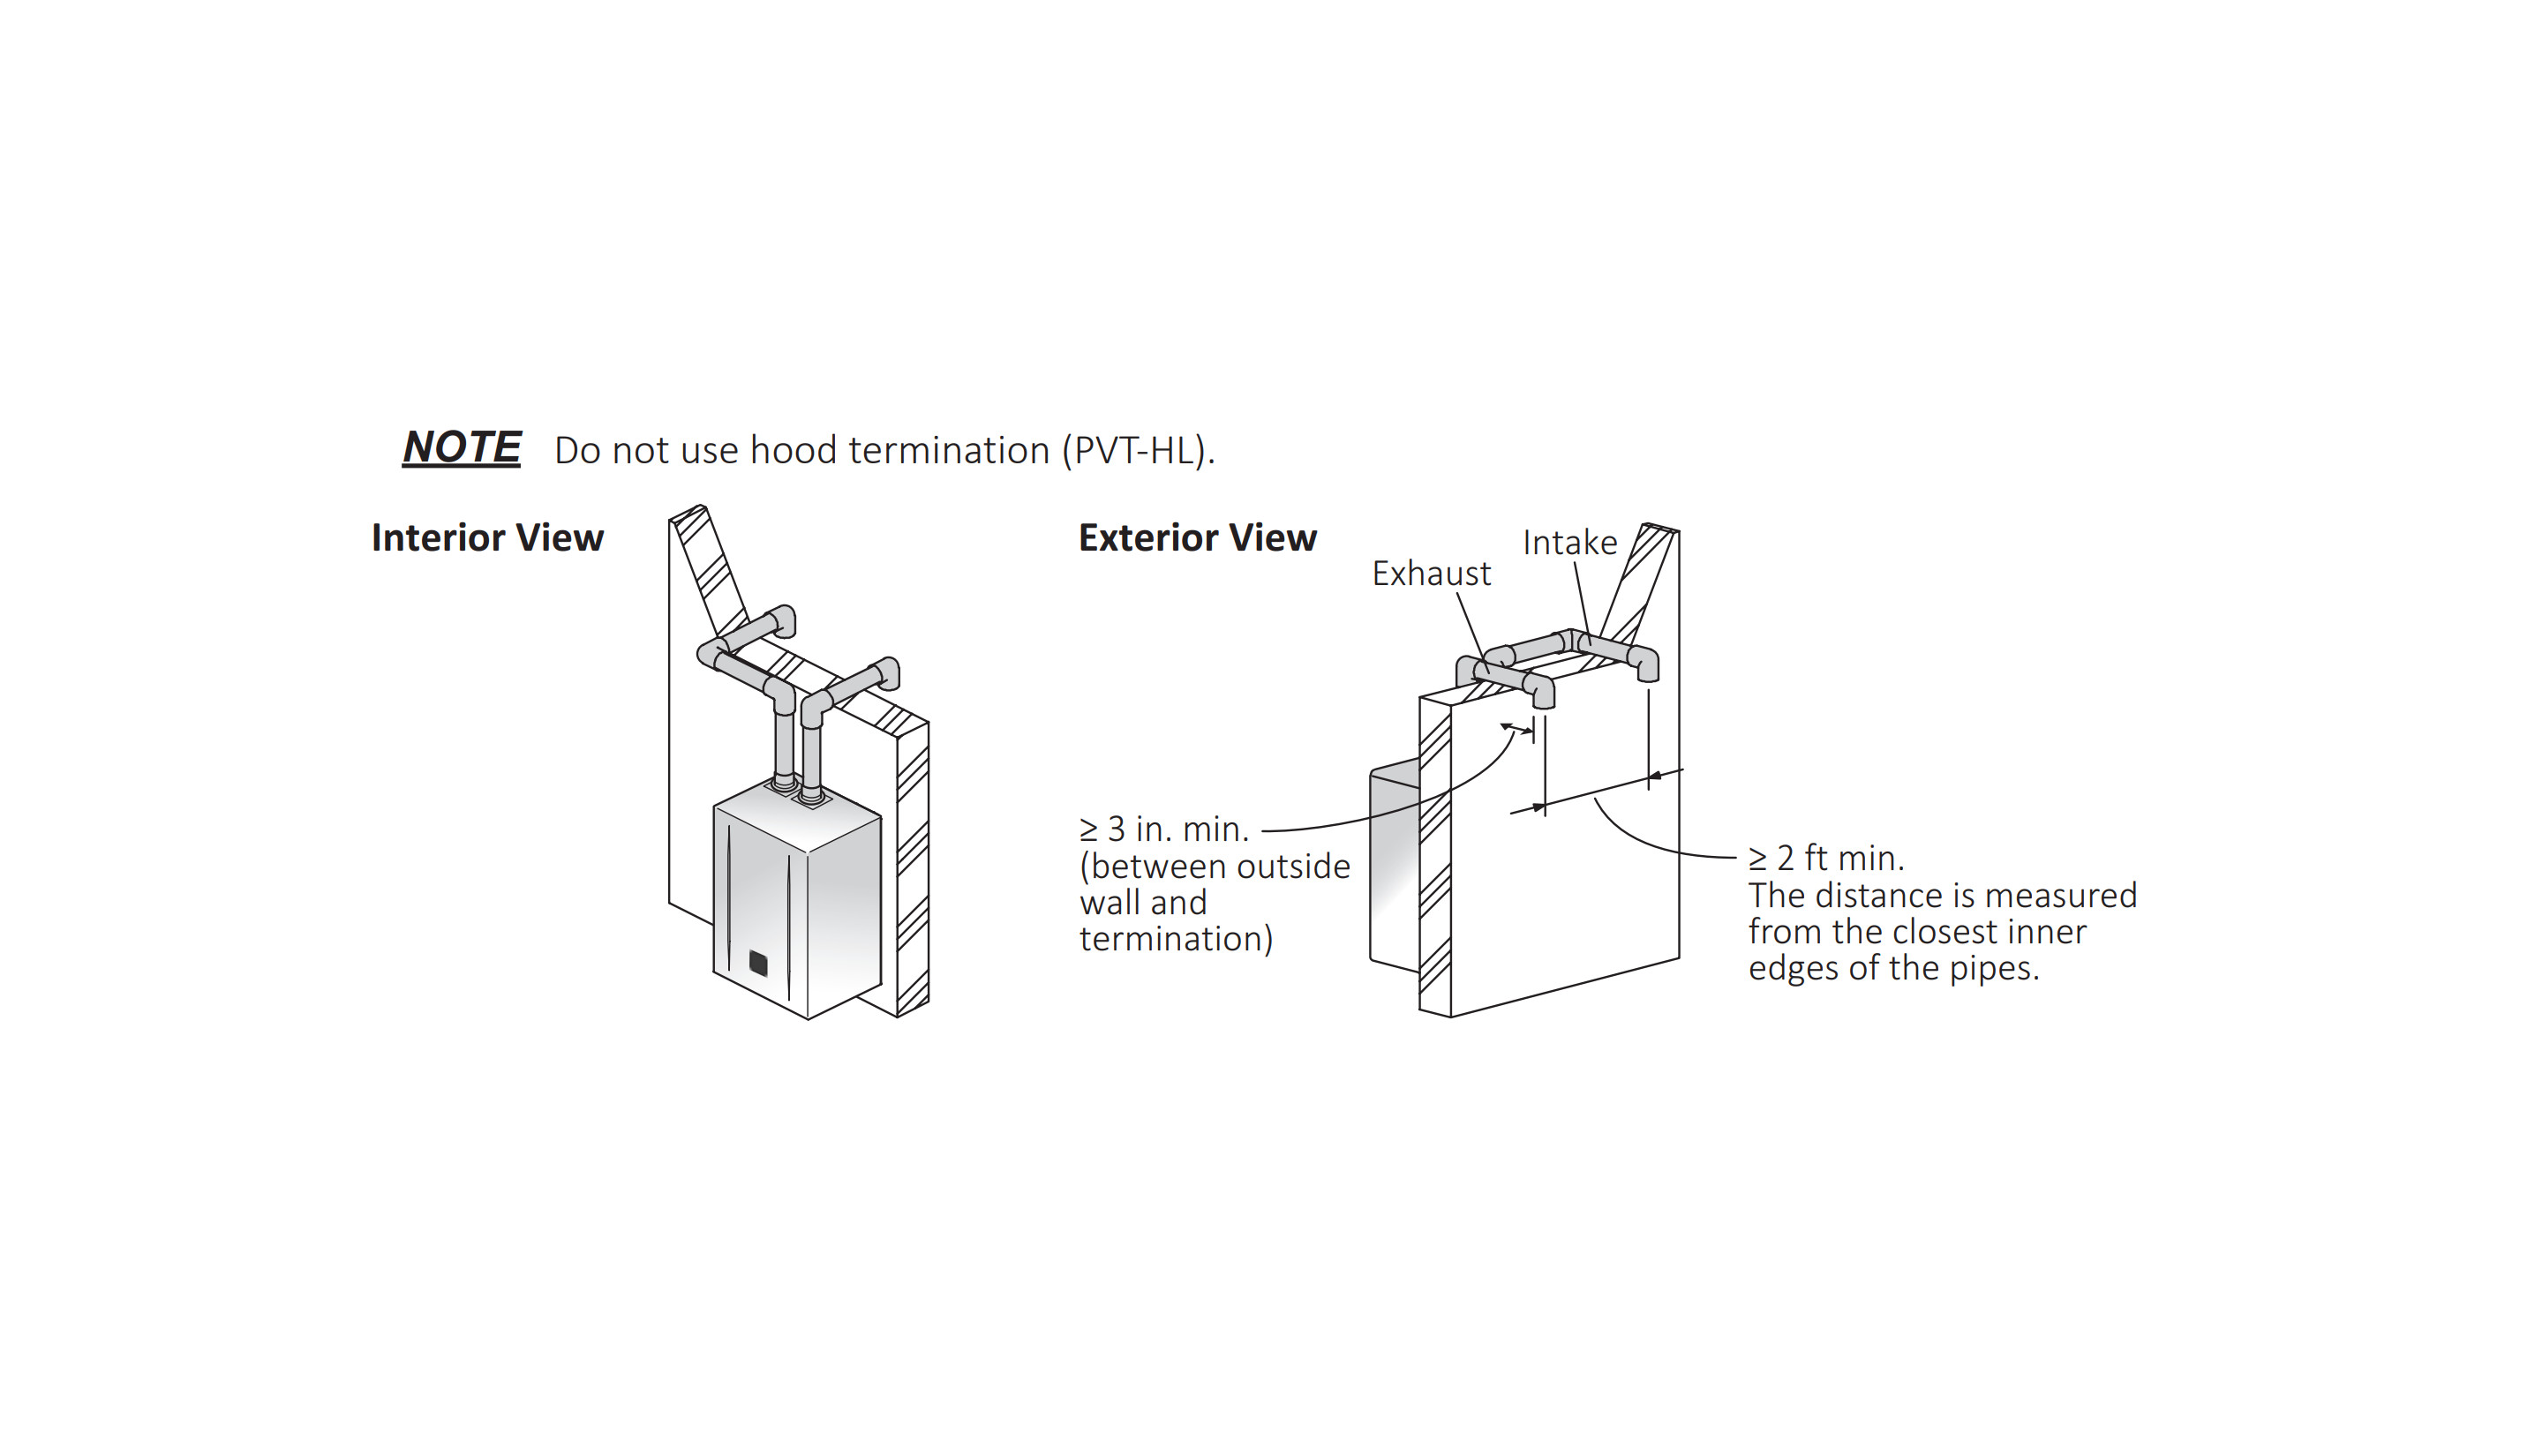 NOTE Do not use hood termination (PVT-HL).
Interior View
Exterior View
Intake
Exhaust
≥ 3 in. min.
(between outside
wall and
termination)
≥ 2 ft min.
The distance is measured
from the closest inner
edges of the pipes.